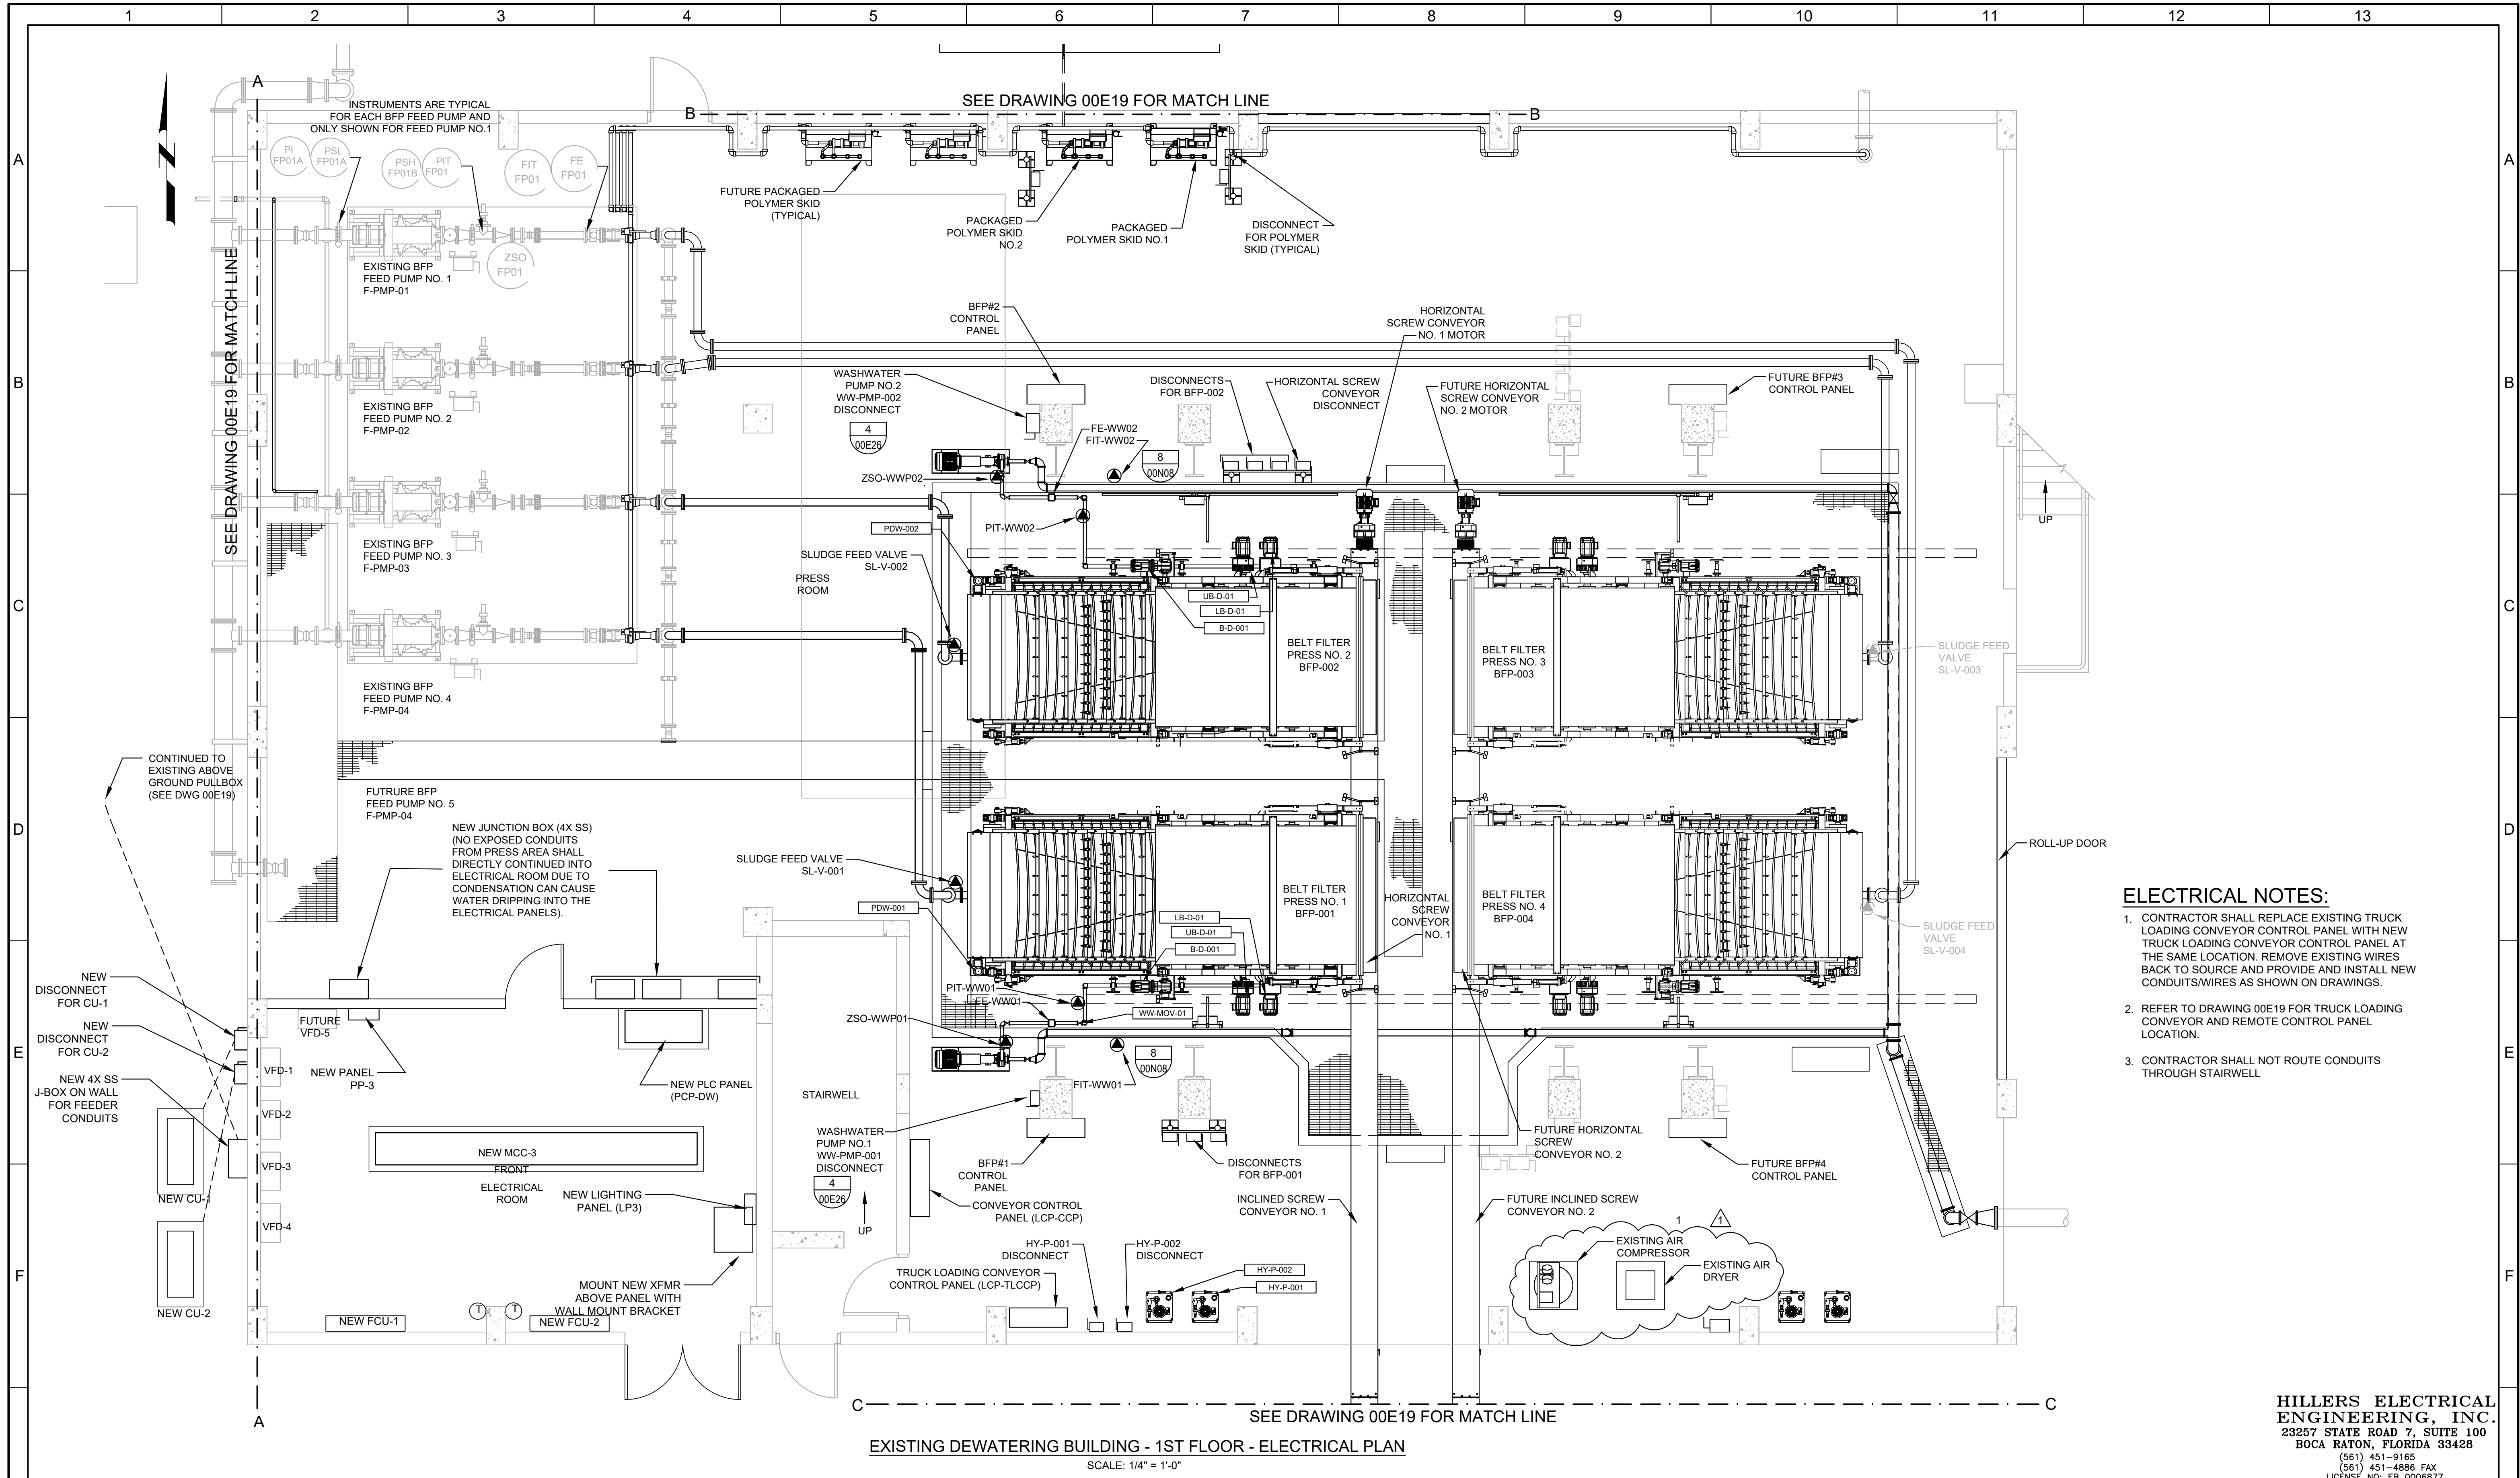 1
2
3
4
5
6
7
8
9
10
11
12
13
A
B
C
D
E
F
A
B
C
D
E
F
A
A
SEE DRAWING 00E19 FOR MATCH LINE
INSTRUMENTS ARE TYPICAL
FOR EACH BFP FEED PUMP AND
ONLY SHOWN FOR FEED PUMP NO.1
PI
FP01A
PSL
FP01A
PSH
FP01B
PIT
FP01
FIT
FP01
FE
FP01
ZSO
FP01
B
SEE DRAWING 00E19 FOR MATCH LINE
B
FUTURE PACKAGED
POLYMER SKID
(TYPICAL)
PACKAGED
POLYMER SKID
NO.2
PACKAGED
POLYMER SKID NO.1
DISCONNECT
FOR POLYMER
SKID (TYPICAL)
EXISTING BFP
FEED PUMP NO. 1
F-PMP-01
EXISTING BFP
FEED PUMP NO. 2
F-PMP-02
EXISTING BFP
FEED PUMP NO. 3
F-PMP-03
EXISTING BFP
FEED PUMP NO. 4
F-PMP-04
FUTRURE BFP
FEED PUMP NO. 5
F-PMP-04
BFP#2
CONTROL
PANEL
HORIZONTAL
SCREW CONVEYOR
NO. 1 MOTOR
WASHWATER
PUMP NO.2
WW-PMP-002
DISCONNECT
4
00E26
DISCONNECTS
FOR BFP-002
HORIZONTAL SCREW
CONVEYOR
DISCONNECT
FUTURE HORIZONTAL
SCREW CONVEYOR
NO. 2 MOTOR
FUTURE BFP#3
CONTROL PANEL
FE-WW02
FIT-WW02
8
00N08
ZSO-WWP02
PDW-002
PIT-WW02
SLUDGE FEED VALVE
SL-V-002
PRESS
ROOM
UB-D-01
LB-D-01
B-D-001
BELT FILTER
PRESS NO. 2
BFP-002
BELT FILTER
PRESS NO. 3
BFP-003
SLUDGE FEED
VALVE
SL-V-003
UP
CONTINUED TO
EXISTING ABOVE
GROUND PULLBOX
(SEE DWG 00E19)
NEW JUNCTION BOX (4X SS)
(NO EXPOSED CONDUITS
FROM PRESS AREA SHALL
DIRECTLY CONTINUED INTO
ELECTRICAL ROOM DUE TO
CONDENSATION CAN CAUSE
WATER DRIPPING INTO THE
ELECTRICAL PANELS).
SLUDGE FEED VALVE
SL-V-001
PDW-001
LB-D-01
UB-D-01
B-D-001
BELT FILTER
PRESS NO. 1
BFP-001
HORIZONTAL
SCREW
CONVEYOR
NO. 1
BELT FILTER
PRESS NO. 4
BFP-004
SLUDGE FEED
VALVE
SL-V-004
ROLL-UP DOOR
PIT-WW01
FE-WW01
WW-MOV-01
ZSO-WWP01
8
00N08
FIT-WW01
NEW
DISCONNECT
FOR CU-1
NEW
DISCONNECT
FOR CU-2
NEW 4X SS
J-BOX ON WALL
FOR FEEDER
CONDUITS
FUTURE
VFD-5
VFD-1
VFD-2
VFD-3
VFD-4
NEW PANEL
PP-3
NEW PLC PANEL
(PCP-DW)
STAIRWELL
NEW MCC-3
FRONT
ELECTRICAL
ROOM
NEW LIGHTING
PANEL (LP3)
WASHWATER
PUMP NO.1
WW-PMP-001
DISCONNECT
4
00E26
UP
BFP#1
CONTROL
PANEL
CONVEYOR CONTROL
PANEL (LCP-CCP)
DISCONNECTS
FOR BFP-001
FUTURE HORIZONTAL
SCREW
CONVEYOR NO. 2
FUTURE BFP#4
CONTROL PANEL
INCLINED SCREW
CONVEYOR NO. 1
FUTURE INCLINED SCREW
CONVEYOR NO. 2
NEW CU-1
NEW CU-2
MOUNT NEW XFMR
ABOVE PANEL WITH
WALL MOUNT BRACKET
HY-P-001
DISCONNECT
HY-P-002
DISCONNECT
TRUCK LOADING CONVEYOR
CONTROL PANEL (LCP-TLCCP)
HY-P-002
HY-P-001
1
1
EXISTING AIR
COMPRESSOR
EXISTING AIR
DRYER
NEW FCU-1
T
T
NEW FCU-2
C
C
SEE DRAWING 00E19 FOR MATCH LINE
EXISTING DEWATERING BUILDING - 1ST FLOOR - ELECTRICAL PLAN
SCALE: 1/4" = 1'-0"
ELECTRICAL NOTES:
1. CONTRACTOR SHALL REPLACE EXISTING TRUCK
LOADING CONVEYOR CONTROL PANEL WITH NEW
TRUCK LOADING CONVEYOR CONTROL PANEL AT
THE SAME LOCATION. REMOVE EXISTING WIRES
BACK TO SOURCE AND PROVIDE AND INSTALL NEW
CONDUITS/WIRES AS SHOWN ON DRAWINGS.
2. REFER TO DRAWING 00E19 FOR TRUCK LOADING
CONVEYOR AND REMOTE CONTROL PANEL
LOCATION.
3. CONTRACTOR SHALL NOT ROUTE CONDUITS
THROUGH STAIRWELL
HILLERS ELECTRICAL
ENGINEERING, INC.
23257 STATE ROAD 7, SUITE 100
BOCA RATON, FLORIDA 33428
(561) 451-9165
(561) 451-4886 FAX
LICENSE NO: EB 0006877